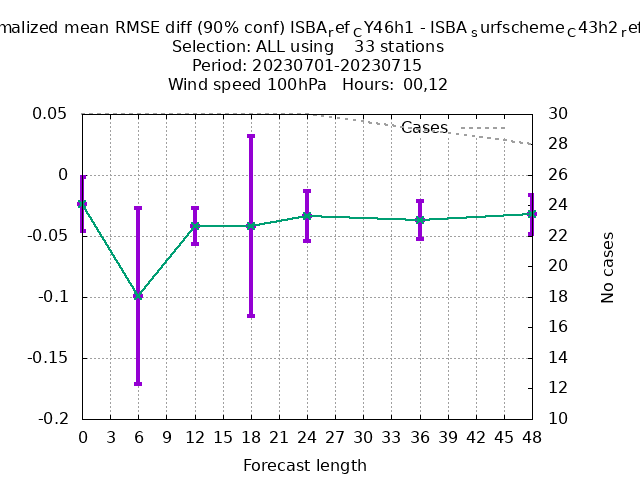 malized mean RMSE diff (90% conf) ISBA_ref_CY46h1 - ISBA_surfscheme_C43h2_ref
Selection: ALL using 33 stations
Period: 20230701-20230715
Wind speed 100hPa Hours: 00,12
Cases
0.05
0
-0.05
-0.1
-0.15
-0.2
30
28
26
24
22
20
18
16
14
12
10
No cases
0 3 6 9 12 15 18 21 24 27 30 33 36 39 42 45 48
Forecast length